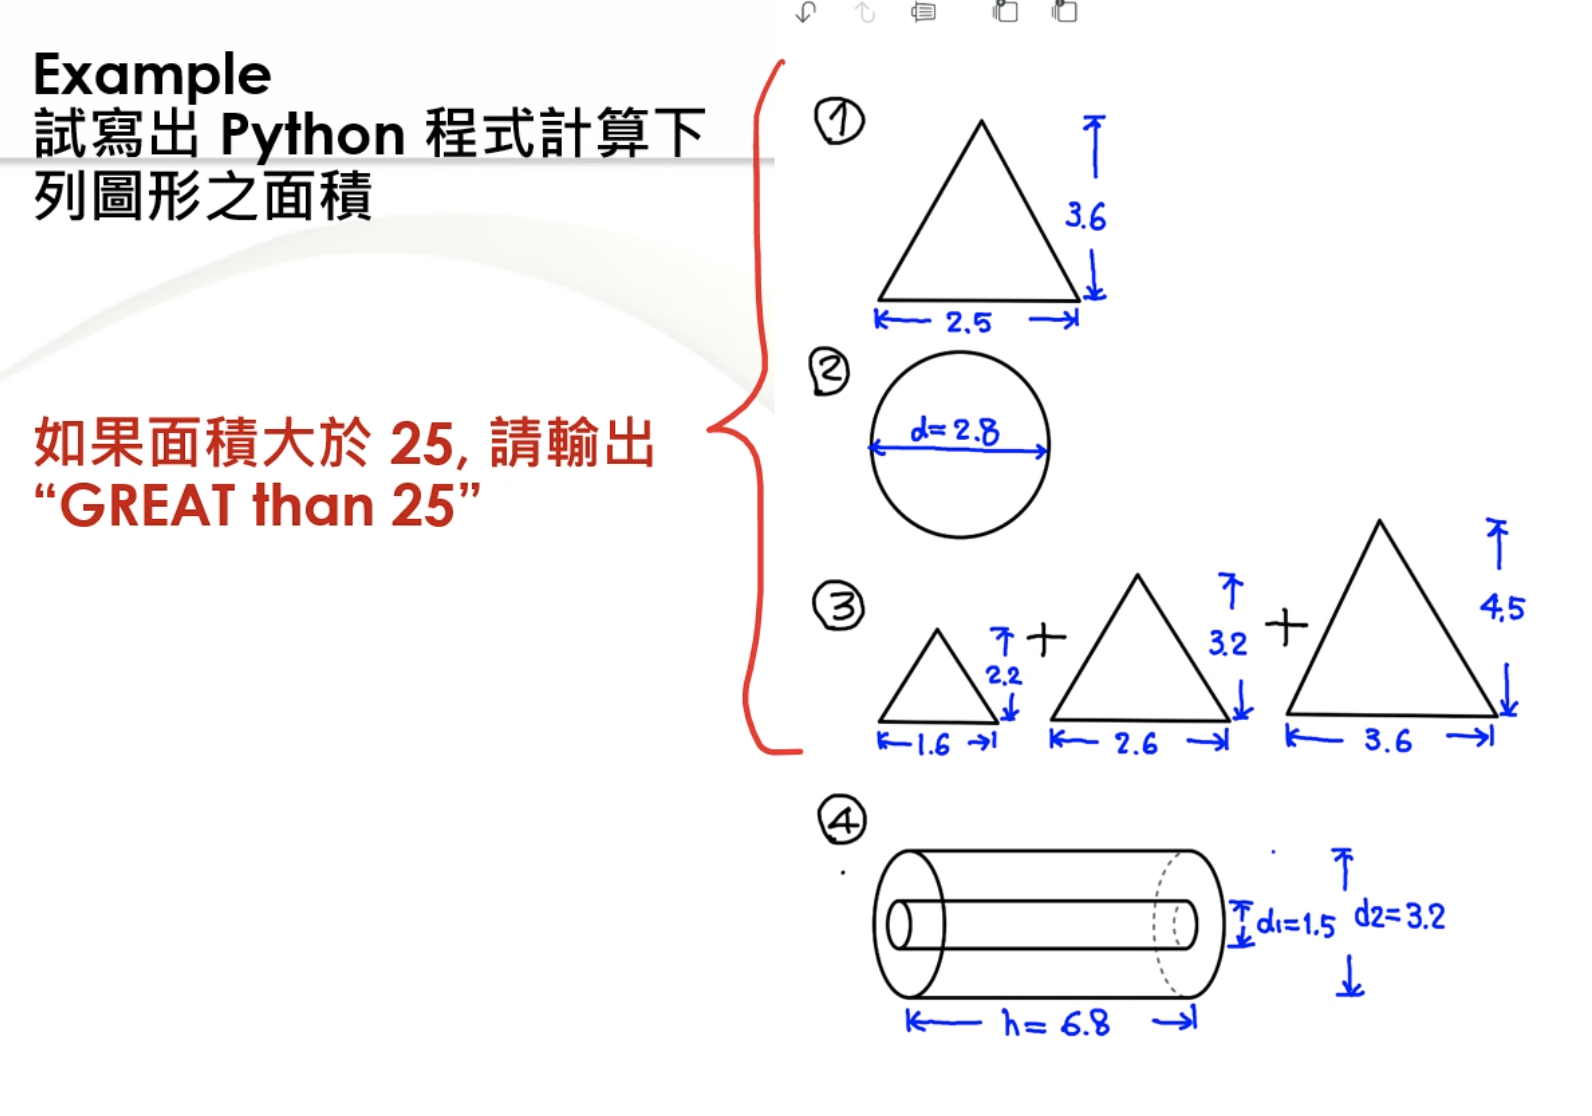 Example
試寫出 Python 程式計算下
列圖形之面積
如果面積大於 25, 請輸出
“GREAT than 25”
①
3.6
2.5
②
d=2.8
③
2.2
+
3.2
+
4.5
1.6
2.6
3.6
④
d1=1.5
d2=3.2
h=6.8